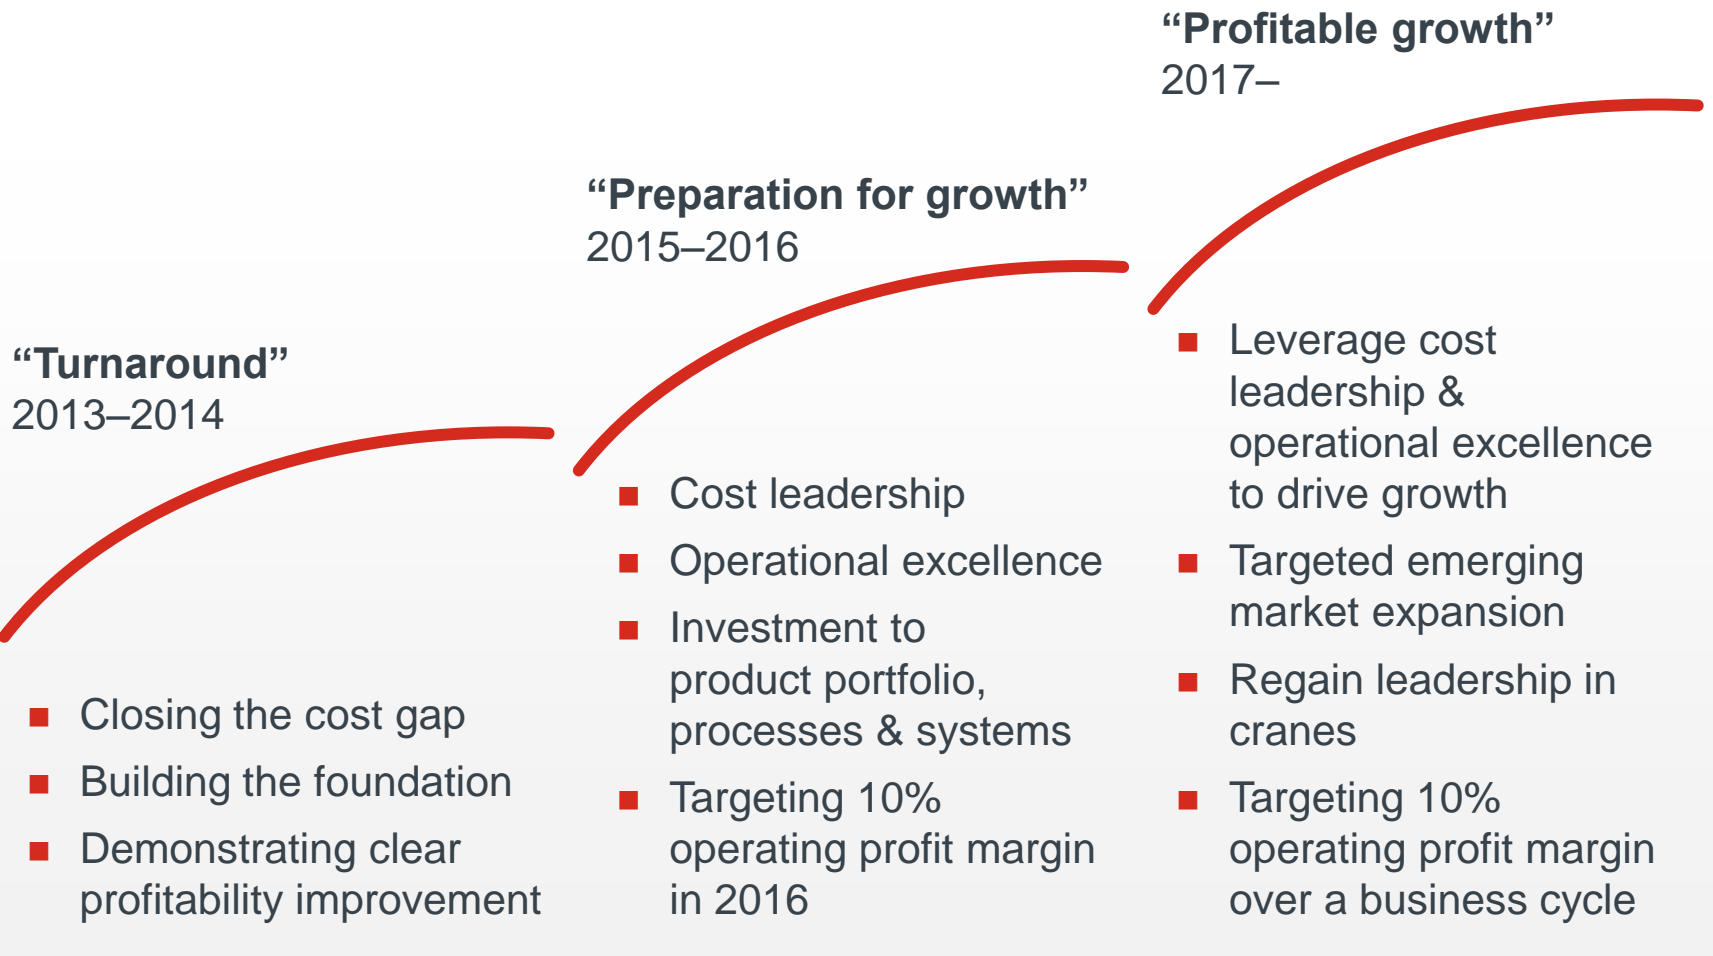 “Turnaround”
2013–2014
■ Closing the cost gap
■ Building the foundation
■ Demonstrating clear
profitability improvement
“Preparation for growth”
2015–2016
■ Cost leadership
■ Operational excellence
■ Investment to
product portfolio,
processes & systems
■ Targeting 10%
operating profit margin
in 2016
“Profitable growth”
2017–
■ Leverage cost
leadership &
operational excellence
to drive growth
■ Targeted emerging
market expansion
■ Regain leadership in
cranes
■ Targeting 10%
operating profit margin
over a business cycle